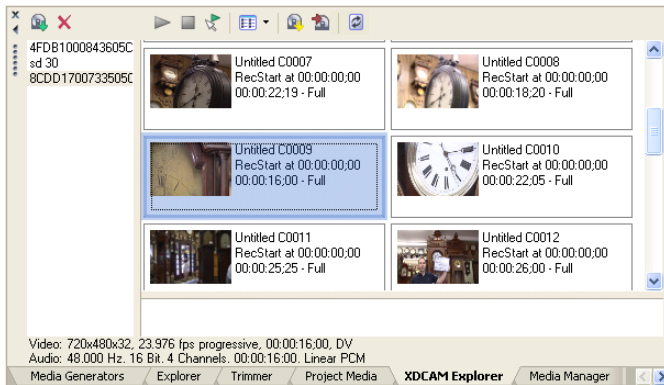 4FDB1000843605C
sd 30
8CDD1700733505C
Untitled C0007
RecStart at 00:00:00;00
00:00:22;19 - Full
Untitled C0008
RecStart at 00:00:00;00
00:00:18;20 - Full
Untitled C0009
RecStart at 00:00:00;00
00:00:16;00 - Full
Untitled C0010
RecStart at 00:00:00;00
00:00:22;05 - Full
Untitled C0011
RecStart at 00:00:00;00
00:00:25;25 - Full
Untitled C0012
RecStart at 00:00:00;00
00:00:26;00 - Full
Video: 720x480x32, 23.976 fps progressive, 00:00:16;00, DV
Audio: 48.000 Hz. 16 Bit. 4 Channels. 00:00:16:00. Linear PCM
Media Generators Explorer Trimmer Project Media XDCAM Explorer Media Manager